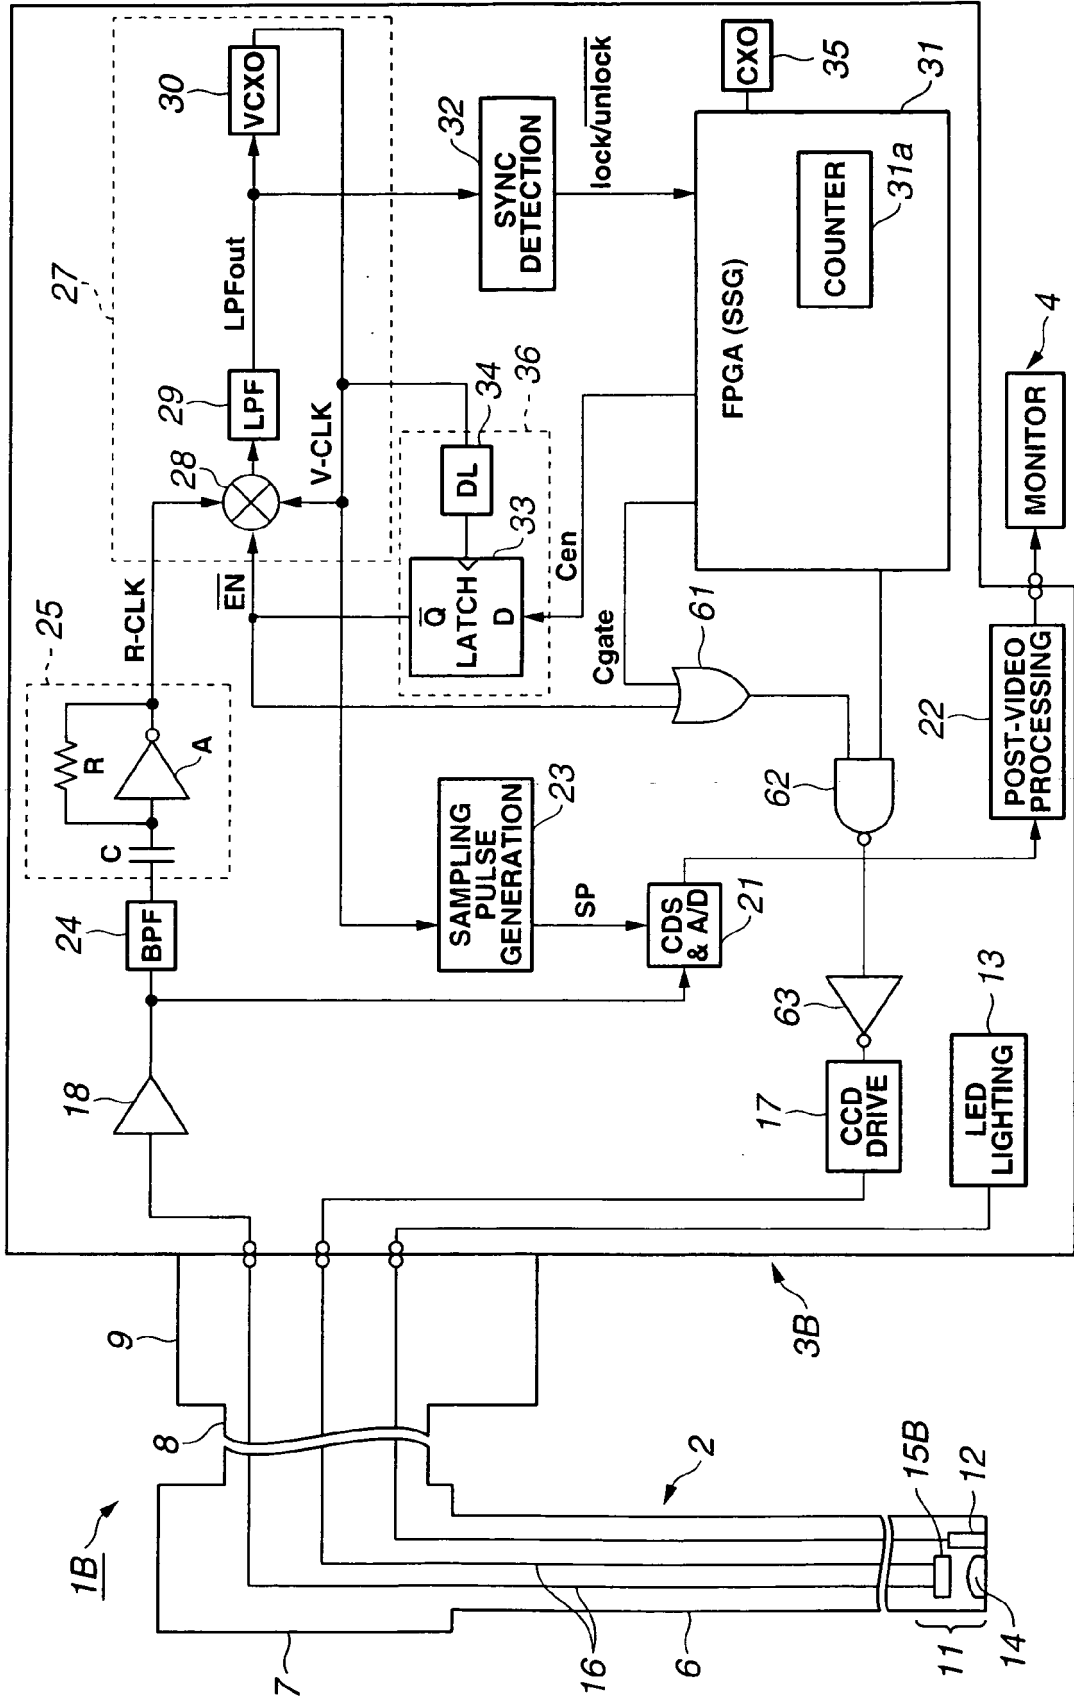 1B
7
8
9
18
24
BPF
25
C
R
A
R-CLK
27
28
29
LPF
LPFout
30
VCXO
EN
V-CLK
SAMPLING
PULSE
GENERATION
23
SP
CDS
& A/D
21
Q
LATCH
D
33
DL
34
36
Cen
SYNC
DETECTION
32
lock/unlock
CXO
35
31
FPGA (SSG)
COUNTER
31a
Cgate
61
62
63
CCD
DRIVE
17
LED
LIGHTING
13
POST-VIDEO
PROCESSING
22
MONITOR
4
3B
2
16
6
15B
12
11
14